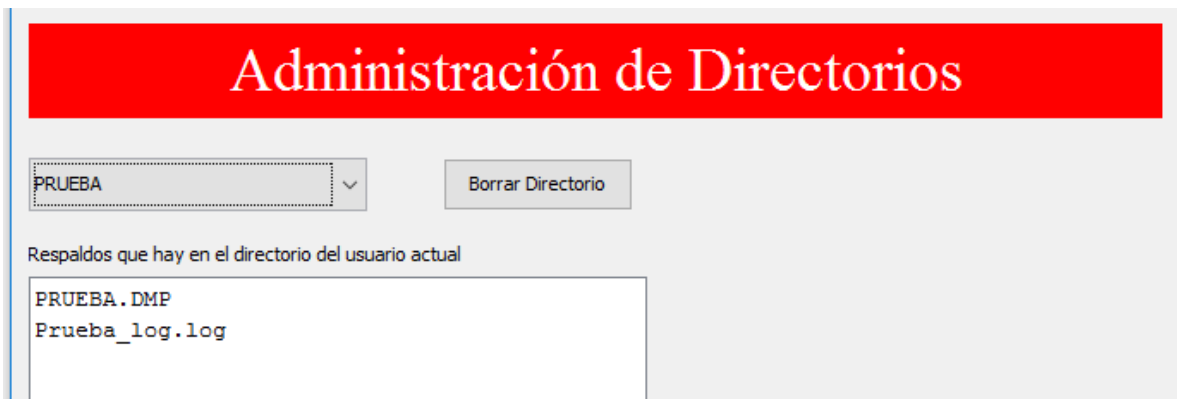 Administración de Directorios
PRUEBA
Borrar Directorio
Respaldos que hay en el directorio del usuario actual
PRUEBA.DMP
Prueba_log.log